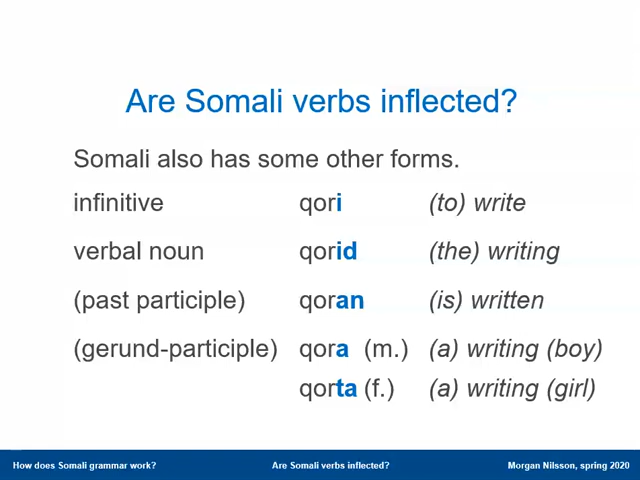 Are Somali verbs inflected?
Somali also has some other forms.
infinitive qori (to) write
verbal noun qorid (the) writing
(past participle) qoran (is) written
(gerund-participle) qora (m.) (a) writing (boy)
qorta (f.) (a) writing (girl)
How does Somali grammar work? Are Somali verbs inflected? Morgan Nilsson, spring 2020